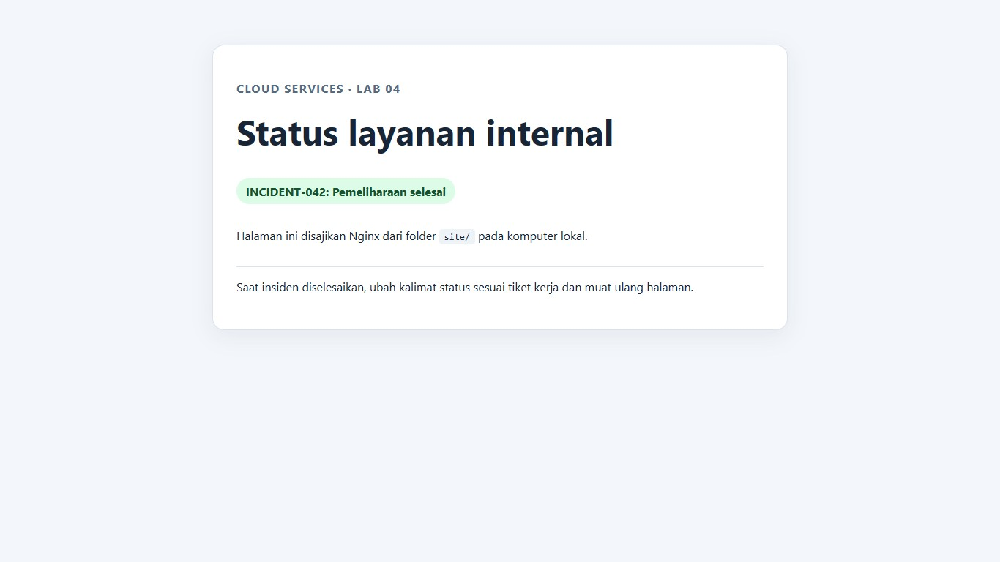 CLOUD SERVICES · LAB 04
Status layanan internal
INCIDENT-042: Pemeliharaan selesai
Halaman ini disajikan Nginx dari folder site/ pada komputer lokal.
Saat insiden diselesaikan, ubah kalimat status sesuai tiket kerja dan muat ulang halaman.